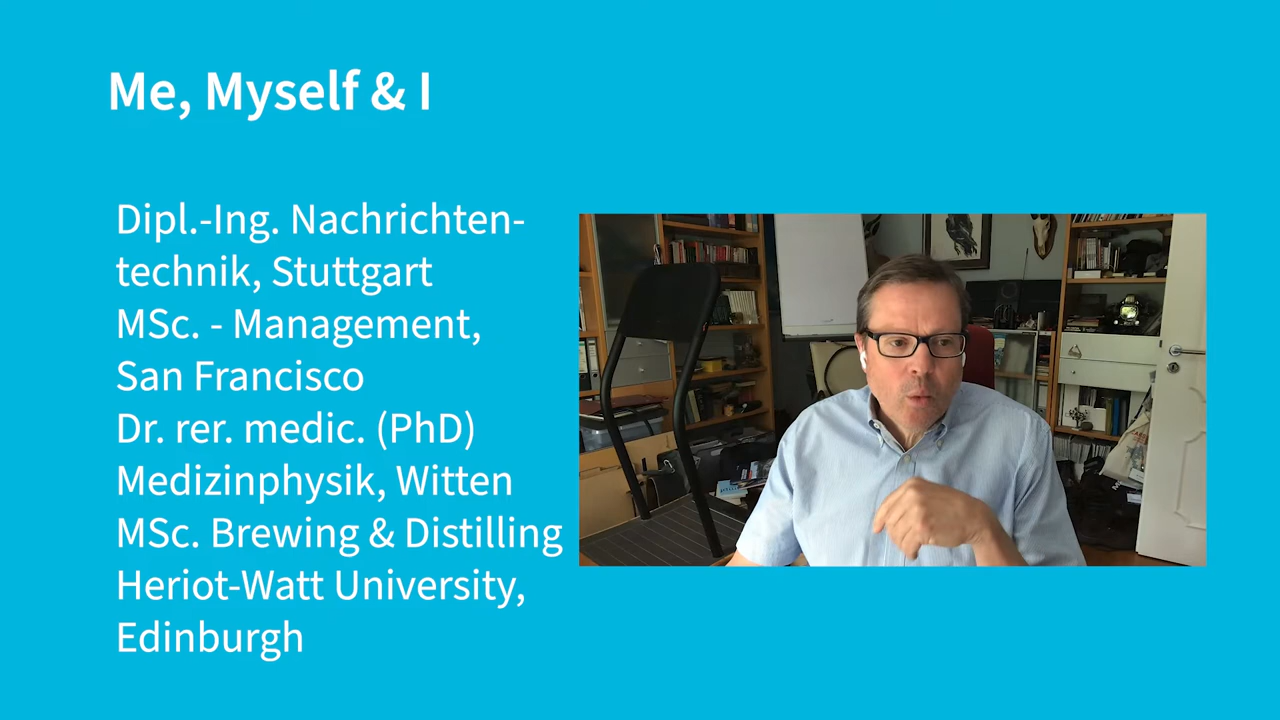 Me, Myself & I
Dipl.-Ing. Nachrichten-
technik, Stuttgart
MSc. - Management,
San Francisco
Dr. rer. medic. (PhD)
Medizinphysik, Witten
MSc. Brewing & Distilling
Heriot-Watt University,
Edinburgh